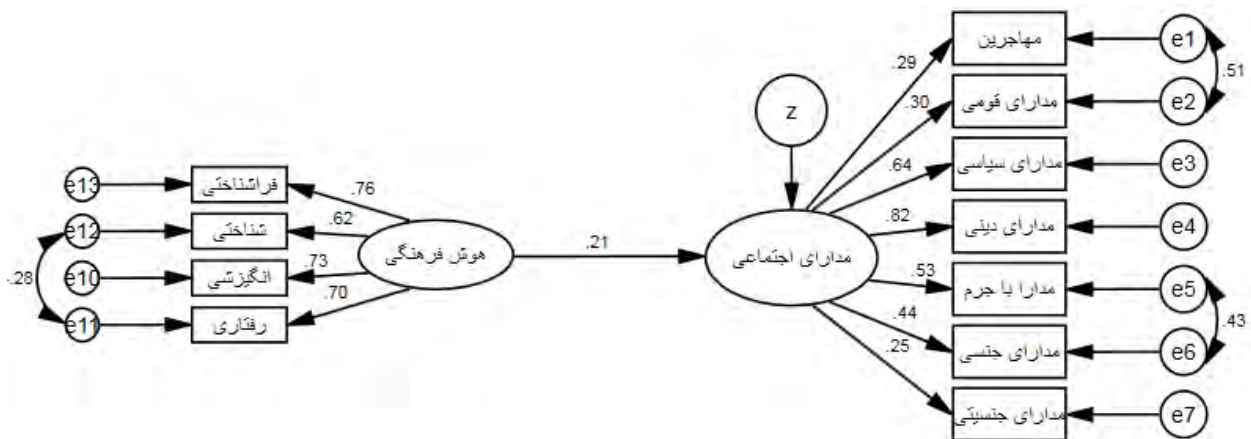 مهاجرین
e1
.29
.51
مدارای قومی
e2
.30
z
مدارای سیاسی
e3
.64
e13
فراشناختی
.76
.82
مدارای دینی
e4
e12
شناختی
.62
هوش فرهنگی
.21
مدارای اجتماعی
-.28
e10
انگیزشی
.73
.53
مدارا با جرم
e5
.70
.43
e11
رفتاری
.44
مدارای جنسی
e6
.25
مدارای جنسیتی
e7